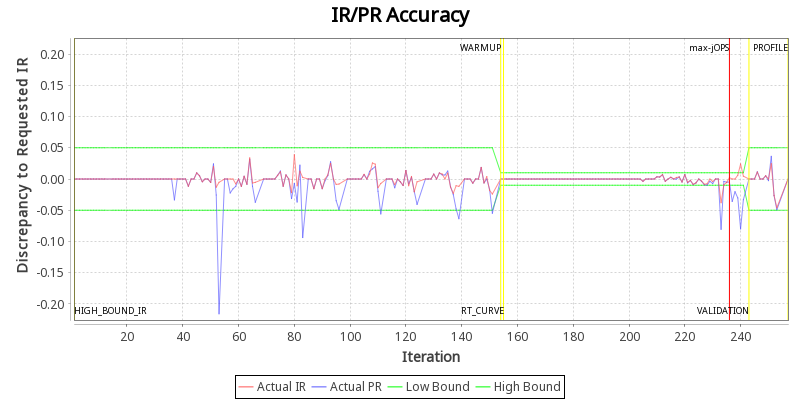 IR/PR Accuracy
Discrepancy to Requested IR
0.20
0.15
0.10
0.05
0.00
-0.05
-0.10
-0.15
-0.20
WARMUP
max-jOPS
PROFILE
HIGH_BOUND_IR
RT_CURVE
VALIDATION
20 40 60 80 100 120 140 160 180 200 220 240
Iteration
Actual IR Actual PR Low Bound High Bound